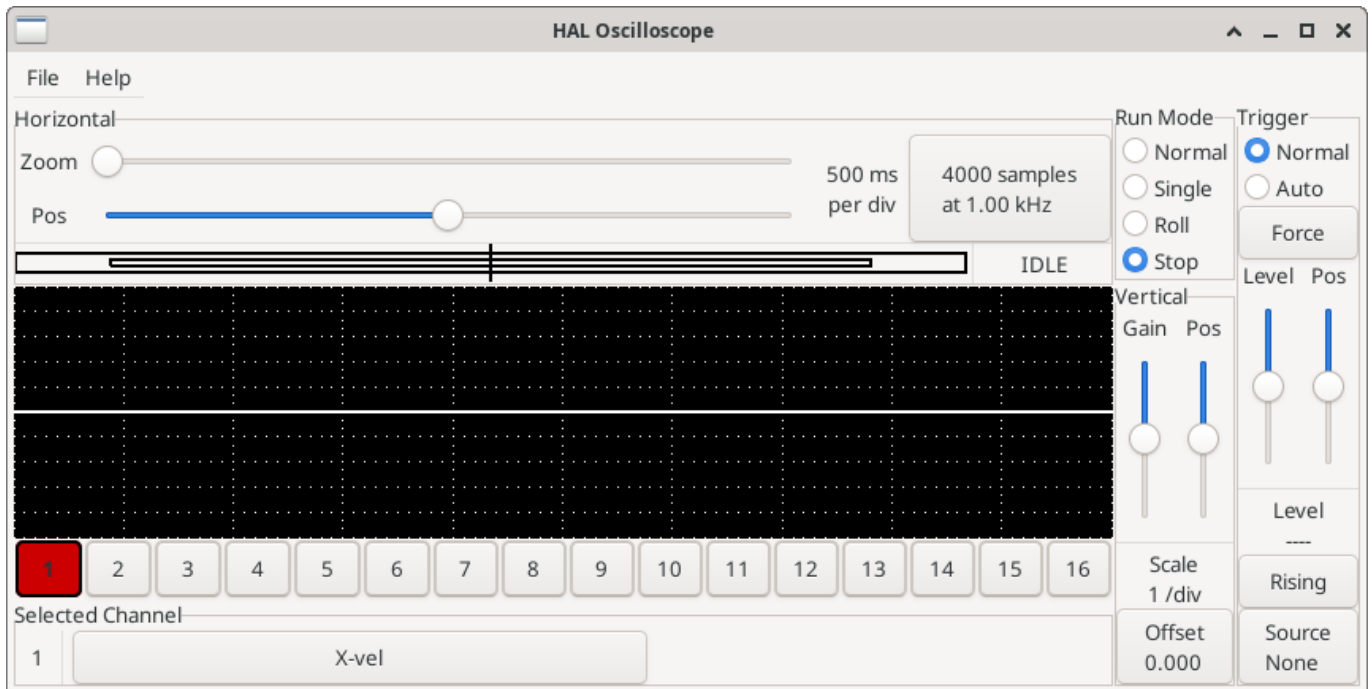 HAL Oscilloscope
File Help
Horizontal
Zoom
Pos
500 ms
per div
4000 samples
at 1.00 kHz
IDLE
Run Mode
Normal
Single
Roll
Stop
Trigger
Normal
Auto
Force
Level Pos
Level
----
Rising
Source
None
Vertical
Gain Pos
Scale
1 /div
Offset
0.000
1 2 3 4 5 6 7 8 9 10 11 12 13 14 15 16
Selected Channel
1 X-vel